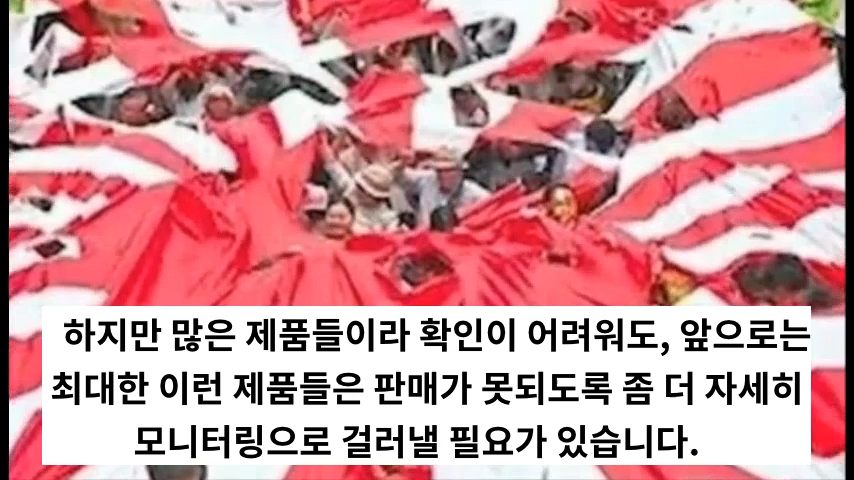 하지만 많은 제품들이라 확인이 어려워도, 앞으로는
최대한 이런 제품들은 판매가 못되도록 좀 더 자세히
모니터링으로 걸러낼 필요가 있습니다.